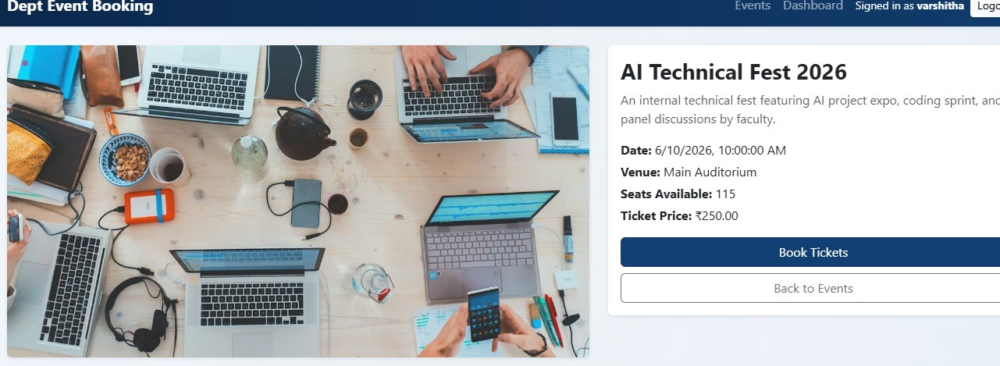 Dept Event Booking
Events Dashboard Signed in as varshitha
AI Technical Fest 2026
An internal technical fest featuring AI project expo, coding sprint, and
panel discussions by faculty.
Date: 6/10/2026, 10:00:00 AM
Venue: Main Auditorium
Seats Available: 115
Ticket Price: ₹250.00
Book Tickets
Back to Events